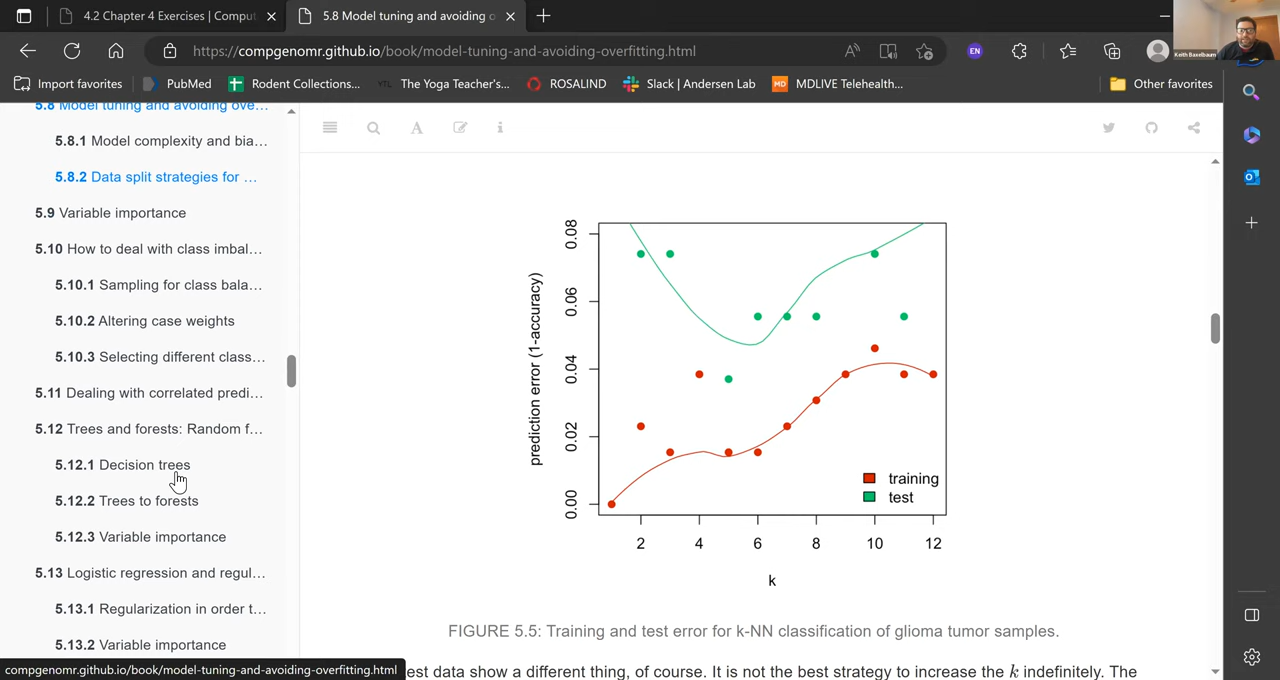 4.2 Chapter 4 Exercises | Comput
5.8 Model tuning and avoiding o
https://compgenomr.github.io/book/model-tuning-and-avoiding-overfitting.html
EN
Keith Baxelbaum
Import favorites
PubMed
Rodent Collections...
YTL
The Yoga Teacher's...
ROSALIND
Slack | Andersen Lab
MD
MDLIVE Telehealth...
Other favorites
5.8 Model tuning and avoiding ove...
5.8.1 Model complexity and bia...
5.8.2 Data split strategies for ...
5.9 Variable importance
5.10 How to deal with class imbal...
5.10.1 Sampling for class bala...
5.10.2 Altering case weights
5.10.3 Selecting different class...
5.11 Dealing with correlated predi...
5.12 Trees and forests: Random f...
5.12.1 Decision trees
5.12.2 Trees to forests
5.12.3 Variable importance
5.13 Logistic regression and regul...
5.13.1 Regularization in order t...
5.13.2 Variable importance
compgenomr.github.io/book/model-tuning-and-avoiding-overfitting.html
A
i
prediction error (1-accuracy)
0.08
0.06
0.04
0.02
0.00
training
test
2 4 6 8 10 12
k
FIGURE 5.5: Training and test error for k-NN classification of glioma tumor samples.
est data show a different thing, of course. It is not the best strategy to increase the k indefinitely. The